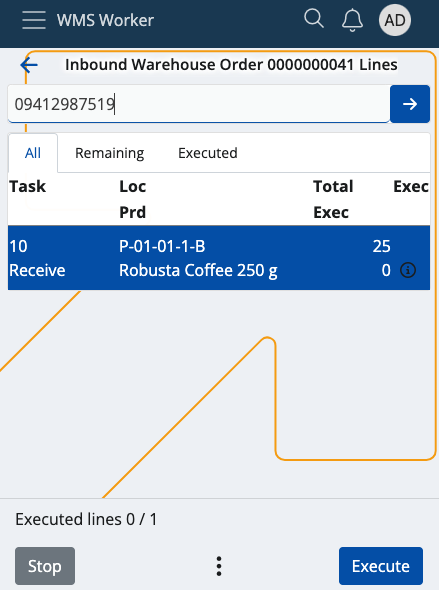 WMS Worker
AD
Inbound Warehouse Order 0000000041 Lines
09412987519
All Remaining Executed
Task Loc Total Exec
Prd Exec
10 P-01-01-1-B 25
Receive Robusta Coffee 250 g 0
Executed lines 0 / 1
Stop Execute